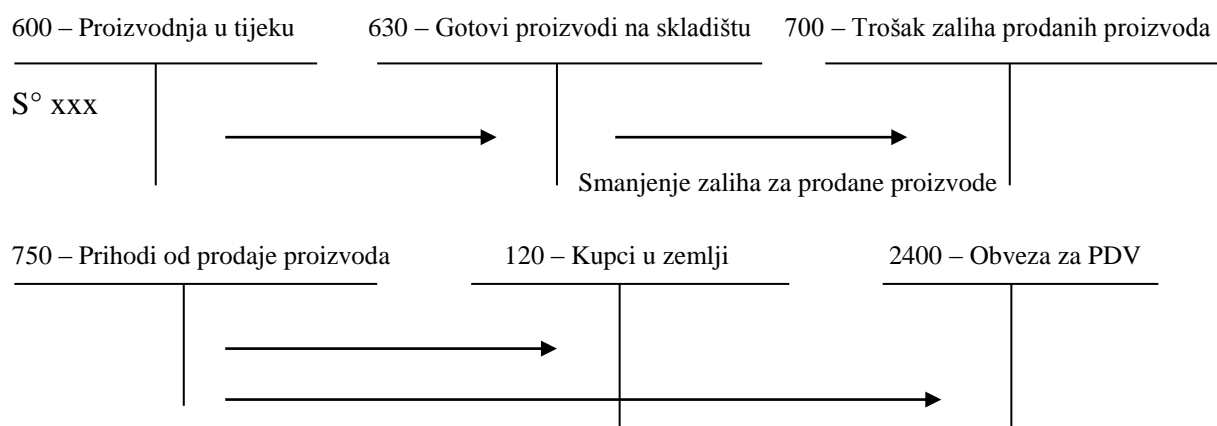 600 – Proizvodnja u tijeku 630 – Gotovi proizvodi na skladištu 700 – Trošak zaliha prodanih proizvoda
S° xxx
Smanjenje zaliha za prodane proizvode
750 – Prihodi od prodaje proizvoda 120 – Kupci u zemlji 2400 – Obveza za PDV